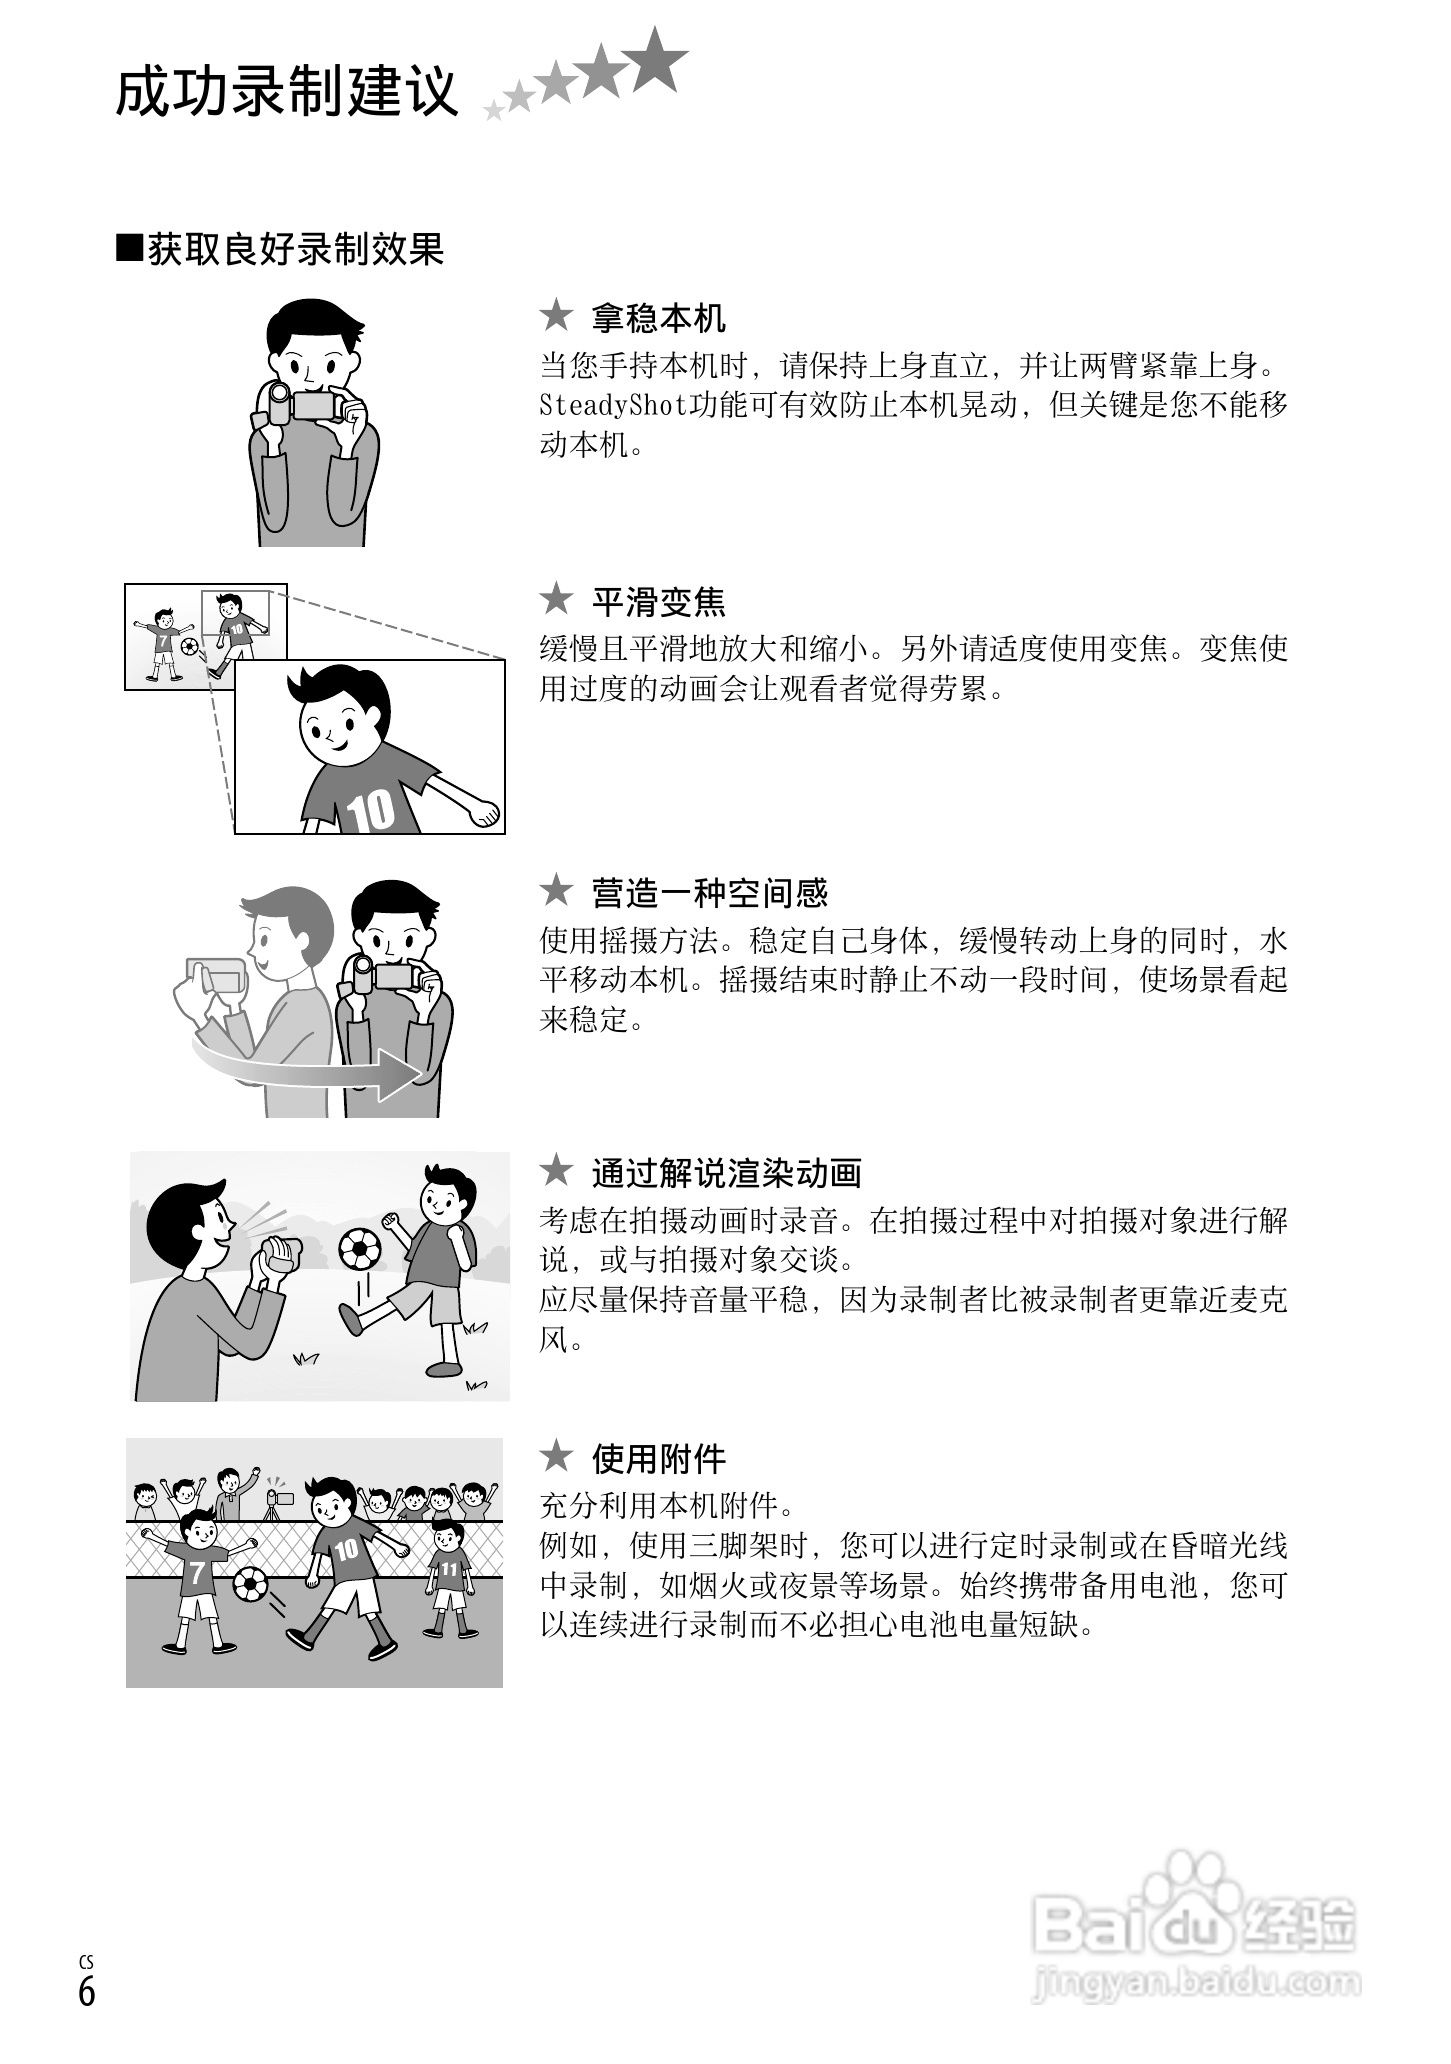 成功录制建议
■获取良好录制效果
★ 拿稳本机
当您手持本机时，请保持上身直立，并让两臂紧靠上身。
SteadyShot功能可有效防止本机晃动，但关键是您不能移
动本机。
★ 平滑变焦
缓慢且平滑地放大和缩小。另外请适度使用变焦。变焦使
用过度的动画会让观看者觉得劳累。
7
10
10
★ 营造一种空间感
使用摇摄方法。稳定自己身体，缓慢转动上身的同时，水
平移动本机。摇摄结束时静止不动一段时间，使场景看起
来稳定。
★ 通过解说渲染动画
考虑在拍摄动画时录音。在拍摄过程中对拍摄对象进行解
说，或与拍摄对象交谈。
应尽量保持音量平稳，因为录制者比被录制者更靠近麦克
风。
★ 使用附件
充分利用本机附件。
例如，使用三脚架时，您可以进行定时录制或在昏暗光线
中录制，如烟火或夜景等场景。始终携带备用电池，您可
以连续进行录制而不必担心电池电量短缺。
7
10
11
Baidu经验
jingyan.baidu.com
CS
6